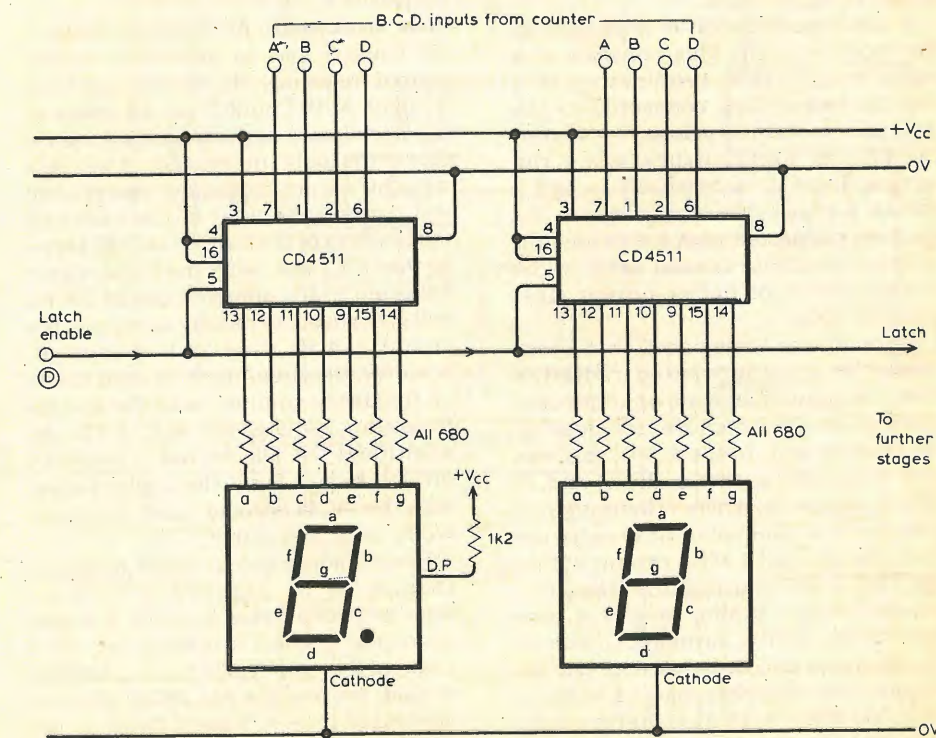 B.C.D. inputs from counter
A B C D A B C D
+Vcc
0V
3 7 1 2 6 3 7 1 2 6
4 8 4 8
16 CD4511 16 CD4511
5 5
13 12 11 10 9 15 14 13 12 11 10 9 15 14
Latch
enable
D
Latch
All 680 All 680
To
further
stages
a b c d e f g a b c d e f g
+Vcc
1k2
D.P
a a
f b f b
g g
e c e c
d d
Cathode Cathode
0V